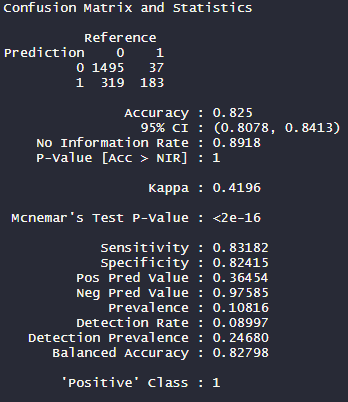 Confusion Matrix and Statistics
Reference
Prediction 0 1
0 1495 37
1 319 183
Accuracy : 0.825
95% CI : (0.8078, 0.8413)
No Information Rate : 0.8918
P-Value [Acc > NIR] : 1
Kappa : 0.4196
Mcnemar's Test P-Value : <2e-16
Sensitivity : 0.83182
Specificity : 0.82415
Pos Pred Value : 0.36454
Neg Pred Value : 0.97585
Prevalence : 0.10816
Detection Rate : 0.08997
Detection Prevalence : 0.24680
Balanced Accuracy : 0.82798
'Positive' Class : 1